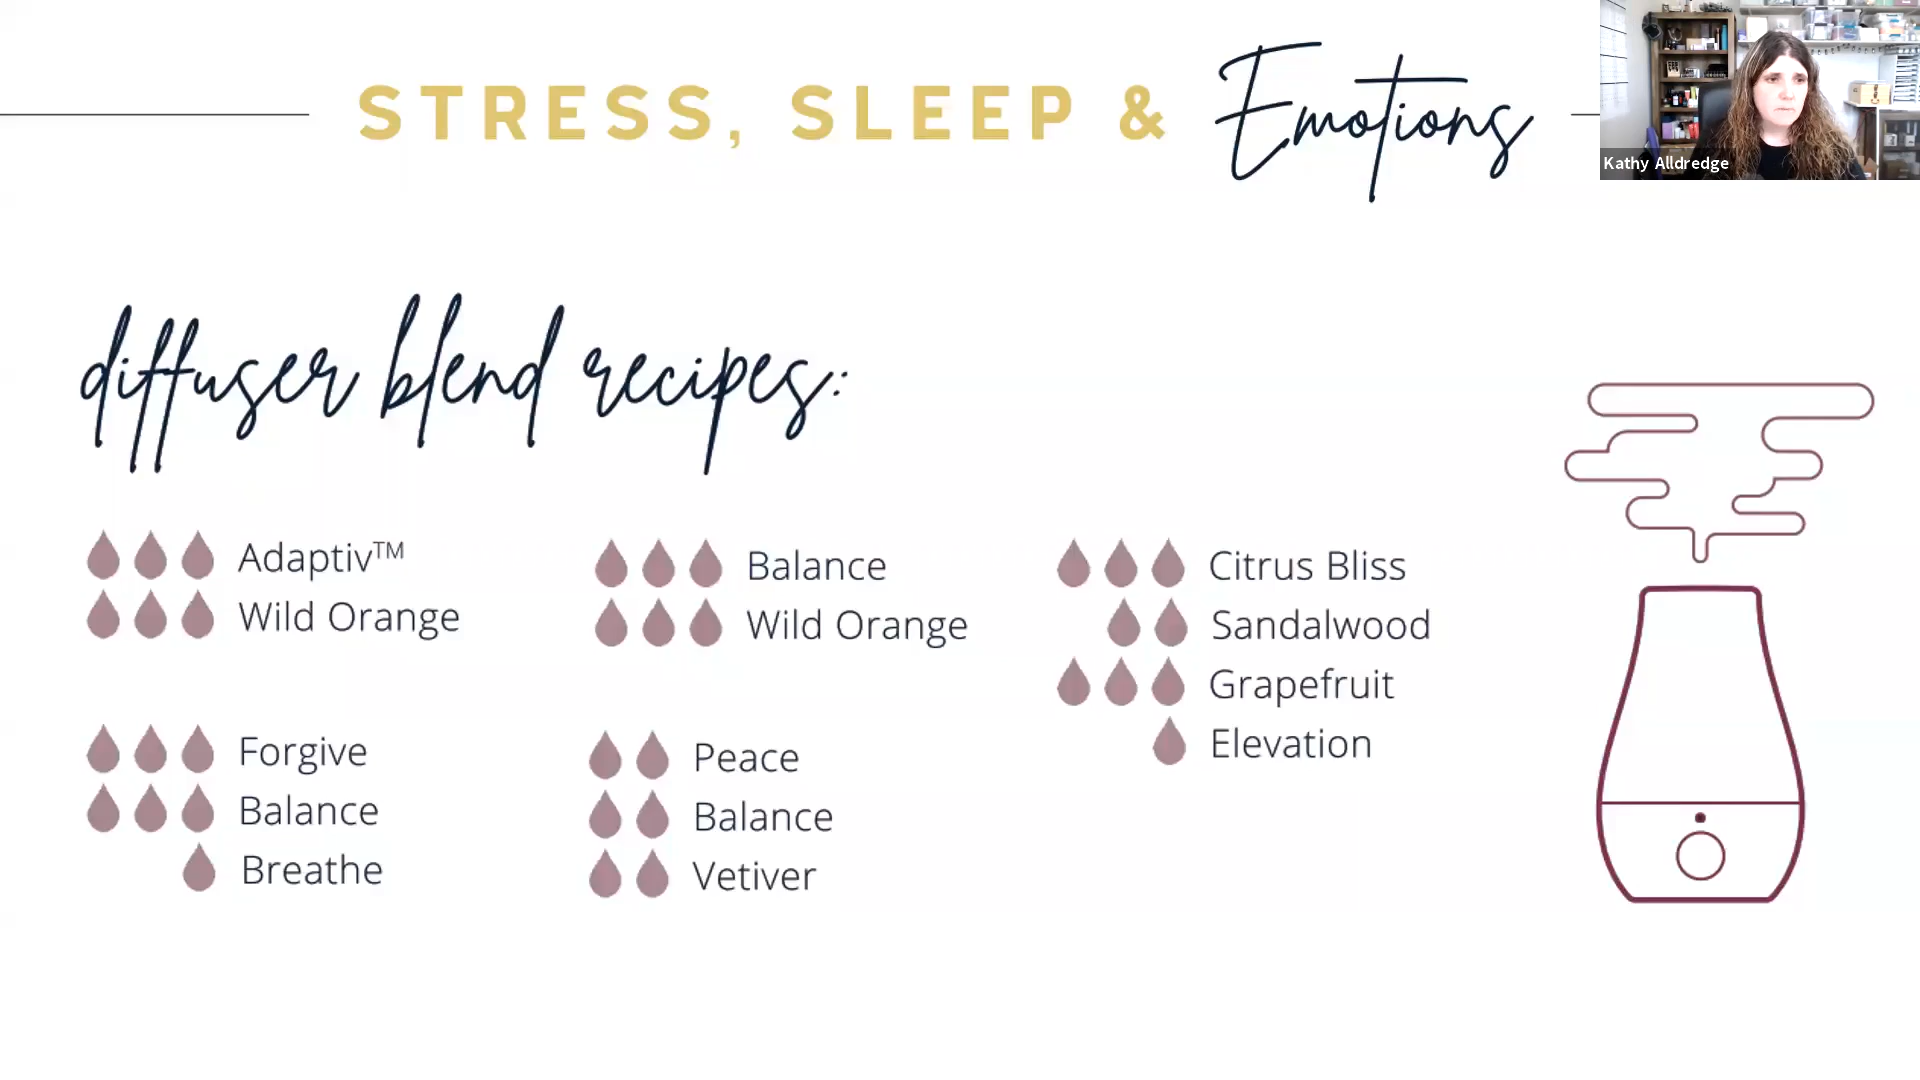 STRESS, SLEEP & Emotions
Kathy Alldredge
diffuser blend recipes:
Adaptiv™
Wild Orange
Balance
Wild Orange
Citrus Bliss
Sandalwood
Grapefruit
Elevation
Forgive
Balance
Breathe
Peace
Balance
Vetiver